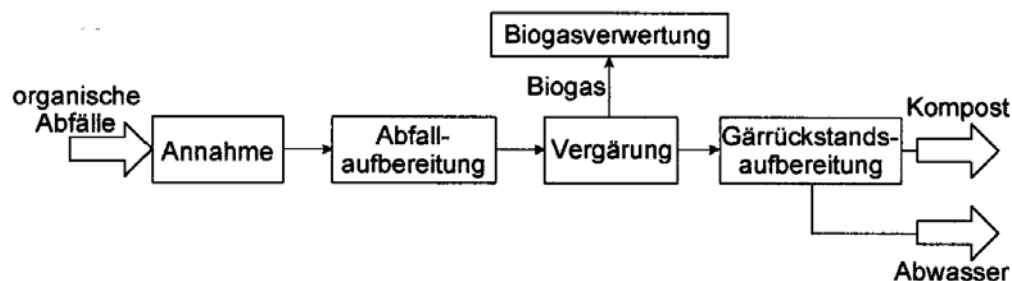 Biogasverwertung
Biogas
organische
Abfälle
Annahme
Abfall-
aufbereitung
Vergärung
Gärrückstands-
aufbereitung
Kompost
Abwasser